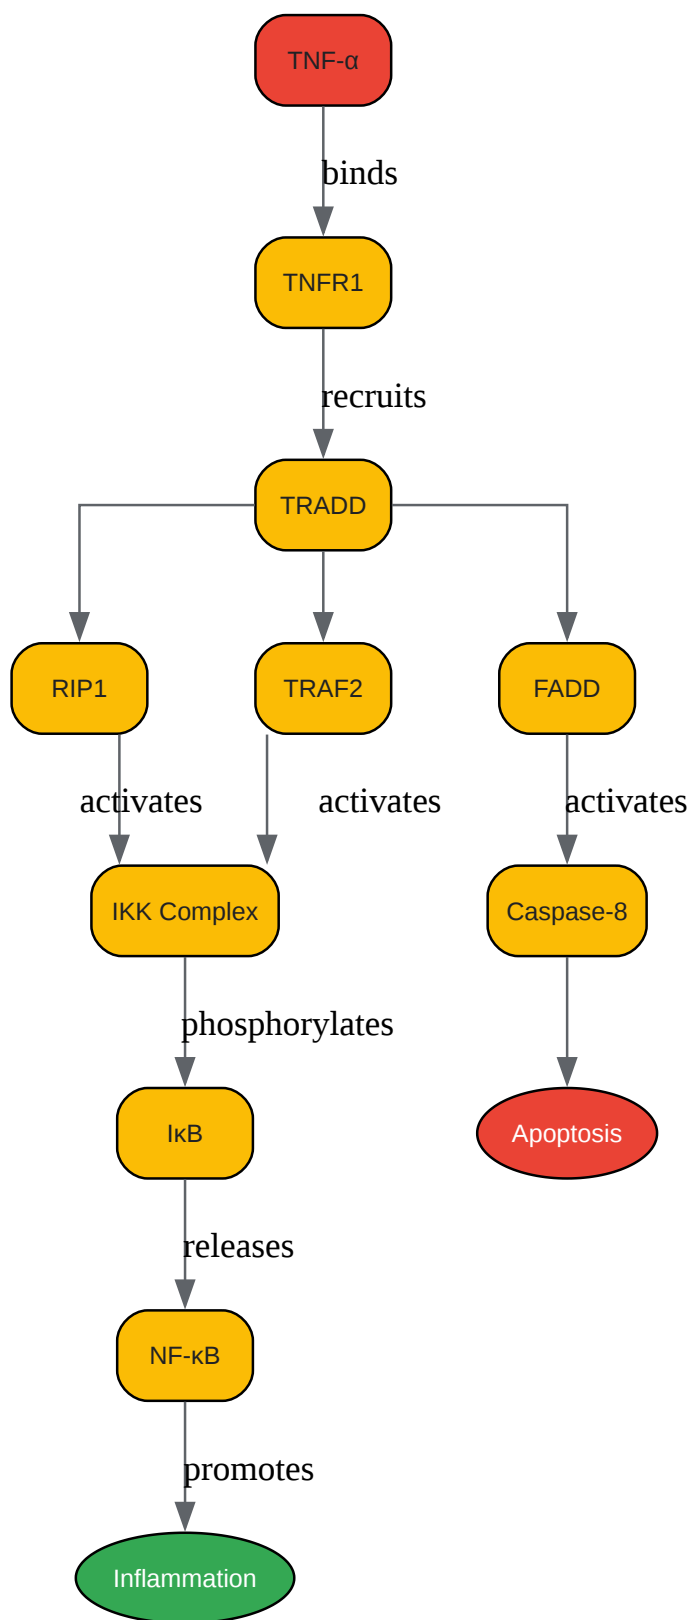 TNF-α
binds
TNFR1
recruits
TRADD
RIP1
TRAF2
FADD
activates
activates
activates
IKK Complex
Caspase-8
phosphorylates
IκB
Apoptosis
releases
NF-κB
promotes
Inflammation